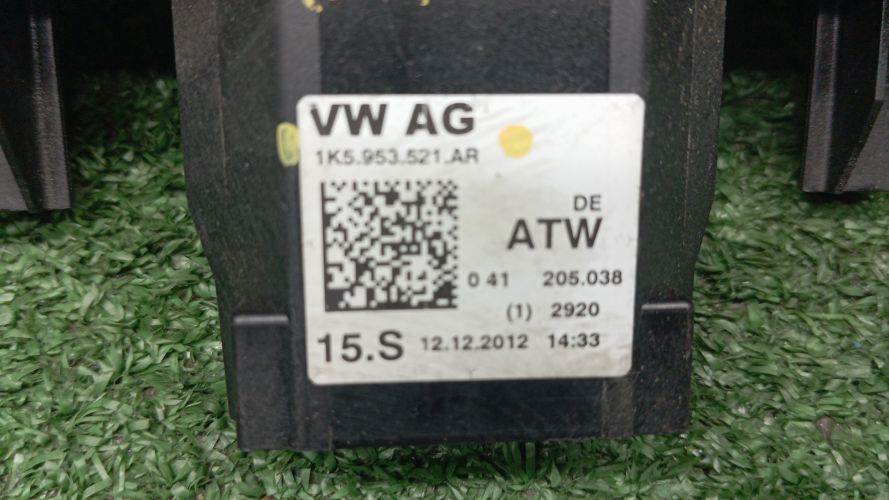 VW AG
1K5.953.521.AR
DE
ATW
0 41 205.038
(1) 2920
15.S 12.12.2012 14:33